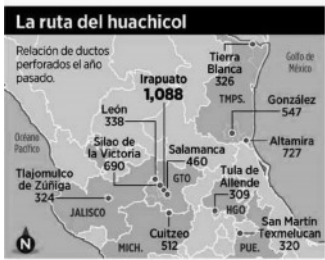 La ruta del huachicol
Relación de ductos
perforados el año
pasado.
Tierra
Blanca
326
Golfo de
México
Irapuato
1,088
TMPS.
González
547
León
338
Océano
Pacífico
Silao de
la Victoria
690
Salamanca
460
Altamira
727
Tlajomulco
de Zúñiga
324
GTO
Tula de
Allende
309
JALISCO
HGO
San Martín
Texmelucan
320
Cuitzeo
512
N
MICH.
PUE.